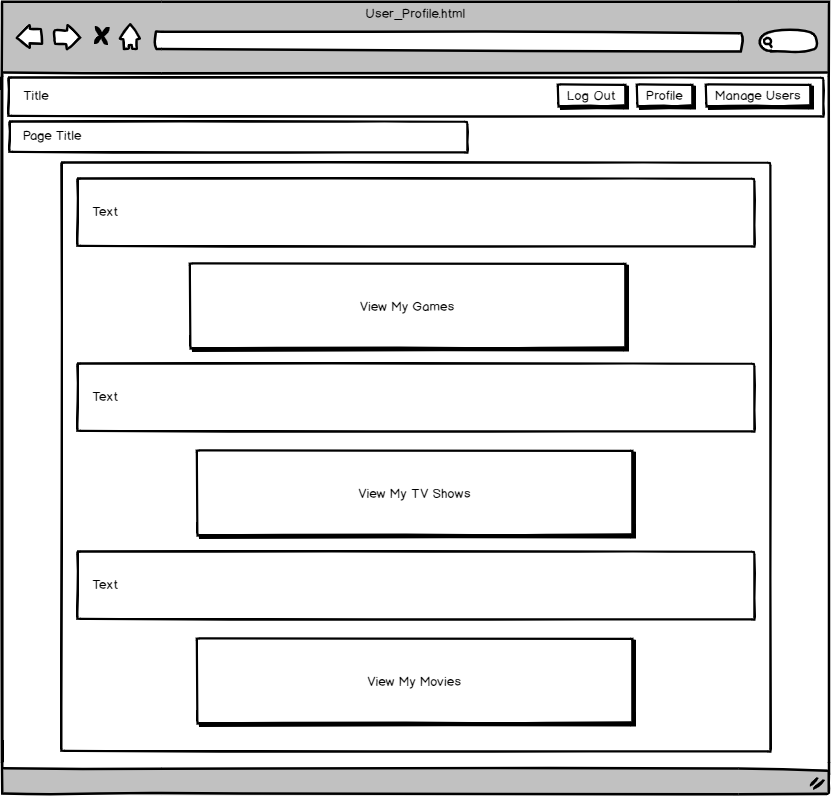 User_Profile.html
Title
Log Out
Profile
Manage Users
Page Title
Text
View My Games
Text
View My TV Shows
Text
View My Movies